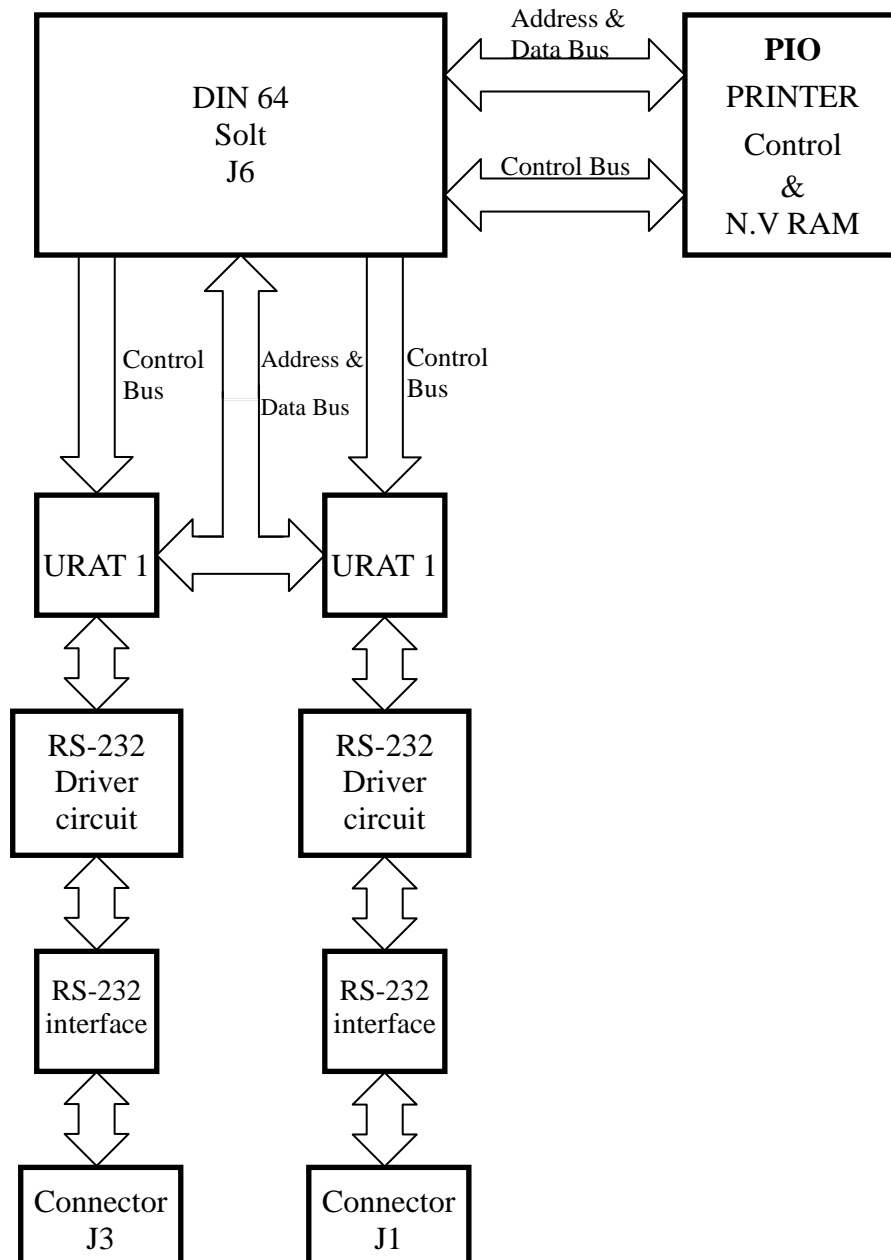 DIN 64
Solt
J6
Address &
Data Bus
Control Bus
PIO
PRINTER
Control
&
N.V RAM
Control
Bus
Address &
Data Bus
Control
Bus
URAT 1
URAT 1
RS-232
Driver
circuit
RS-232
Driver
circuit
RS-232
interface
RS-232
interface
Connector
J3
Connector
J1